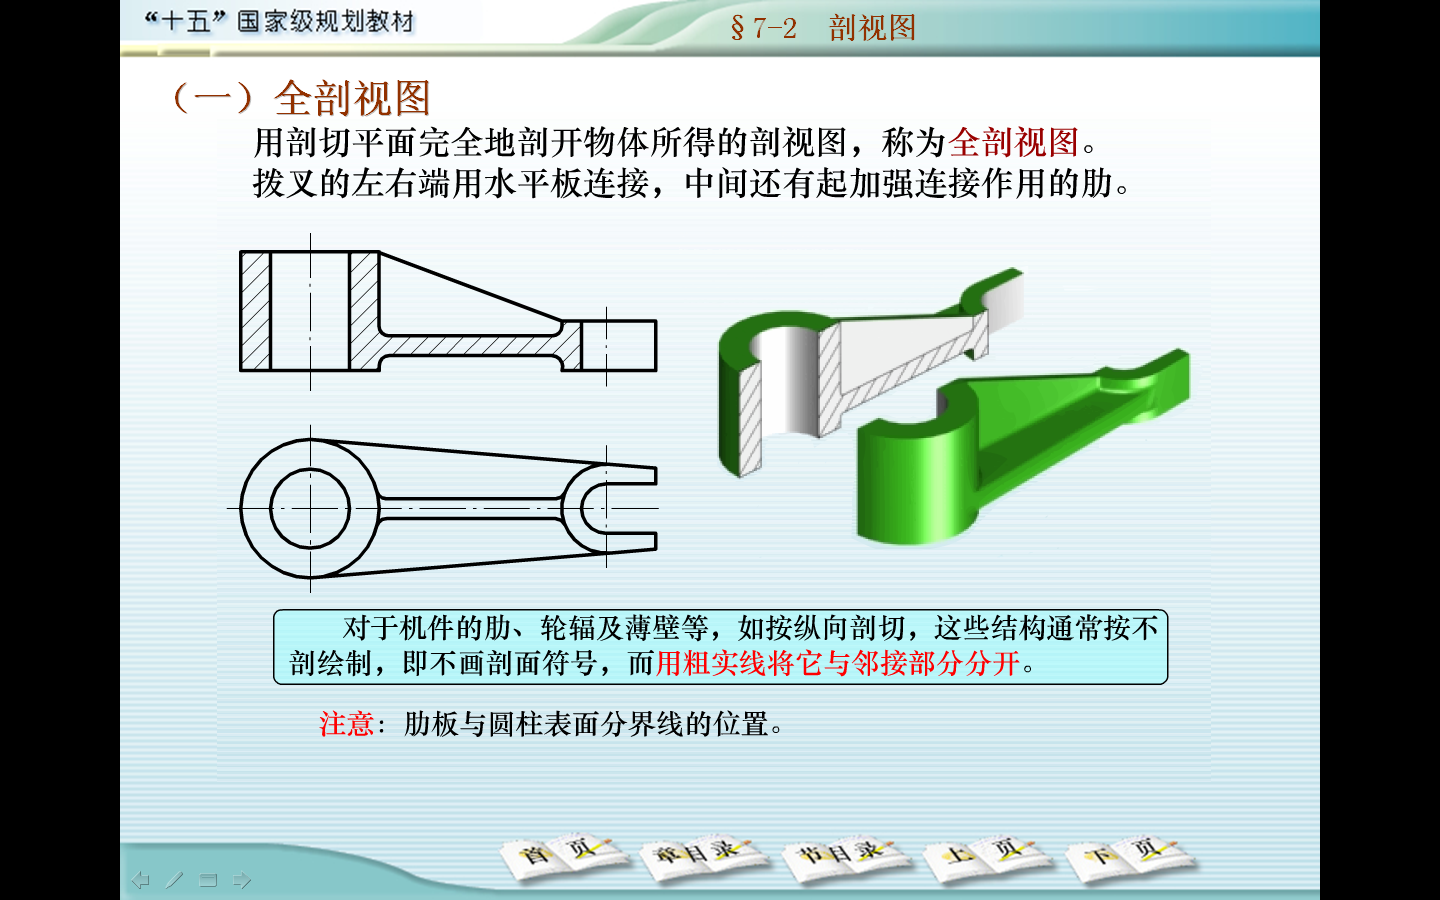 “十五”国家级规划教材
§7-2 剖视图
（一）全剖视图
用剖切平面完全地剖开物体所得的剖视图，称为全剖视图。
拨叉的左右端用水平板连接，中间还有起加强连接作用的肋。
对于机件的肋、轮辐及薄壁等，如按纵向剖切，这些结构通常按不
剖绘制，即不画剖面符号，而用粗实线将它与邻接部分分开。
注意：肋板与圆柱表面分界线的位置。
首页 章目录 节目录 上页 下页